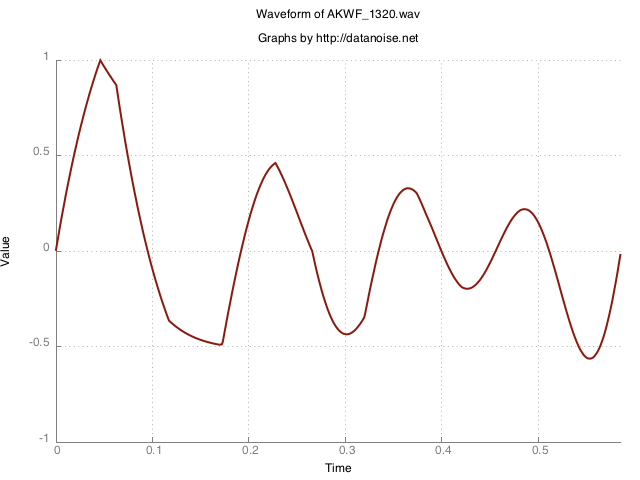 Waveform of AKWF_1320.wav
Graphs by http://datanoise.net
1
0.5
0
-0.5
-1
Value
0 0.1 0.2 0.3 0.4 0.5
Time